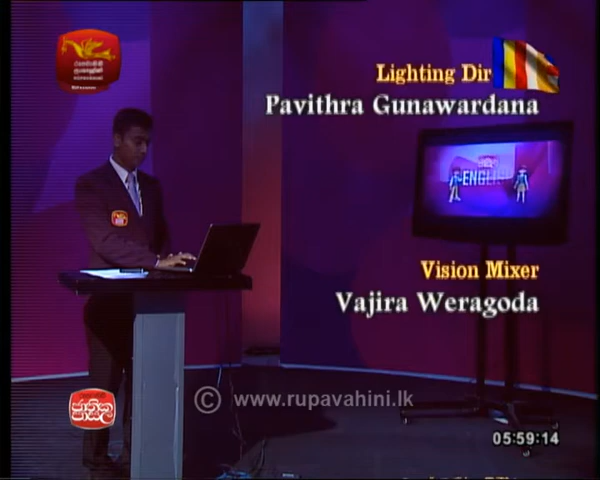 Lighting Dir
Pavithra Gunawardana
ENGLISH
Vision Mixer
Vajira Weragoda
© www.rupavahini.lk
05:59:14